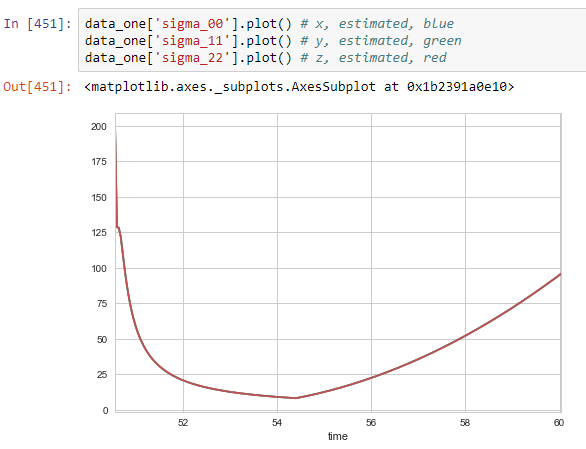 In [451]: data_one['sigma_00'].plot() # x, estimated, blue
data_one['sigma_11'].plot() # y, estimated, green
data_one['sigma_22'].plot() # z, estimated, red
Out[451]: <matplotlib.axes._subplots.AxesSubplot at 0x1b2391a0e10>
200
175
150
125
100
75
50
25
0
52 54 56 58 60
time